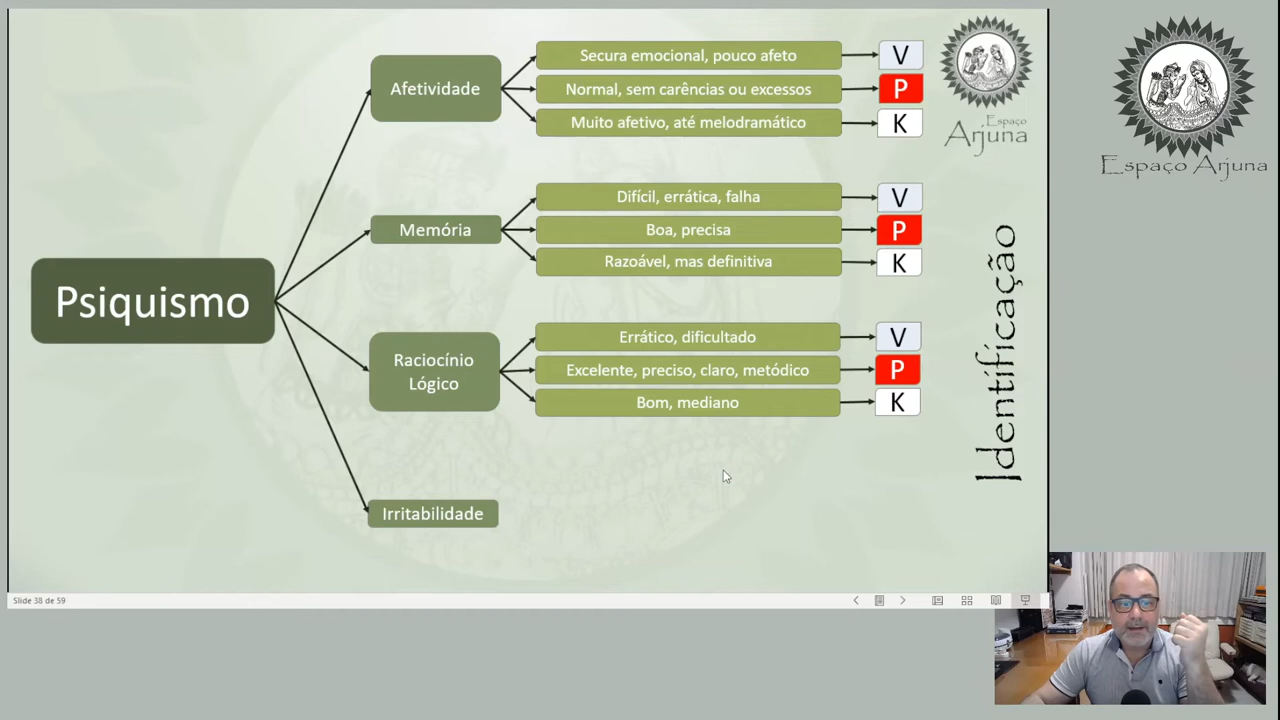 Psiquismo
Afetividade
Secura emocional, pouco afeto
V
Normal, sem carências ou excessos
P
Muito afetivo, até melodramático
K
Memória
Difícil, errática, falha
V
Boa, precisa
P
Razoável, mas definitiva
K
Raciocínio
Lógico
Errático, dificultado
V
Excelente, preciso, claro, metódico
P
Bom, mediano
K
Irritabilidade
Espaço
Arjuna
Identificação
Espaço Arjuna
Slide 38 de 59